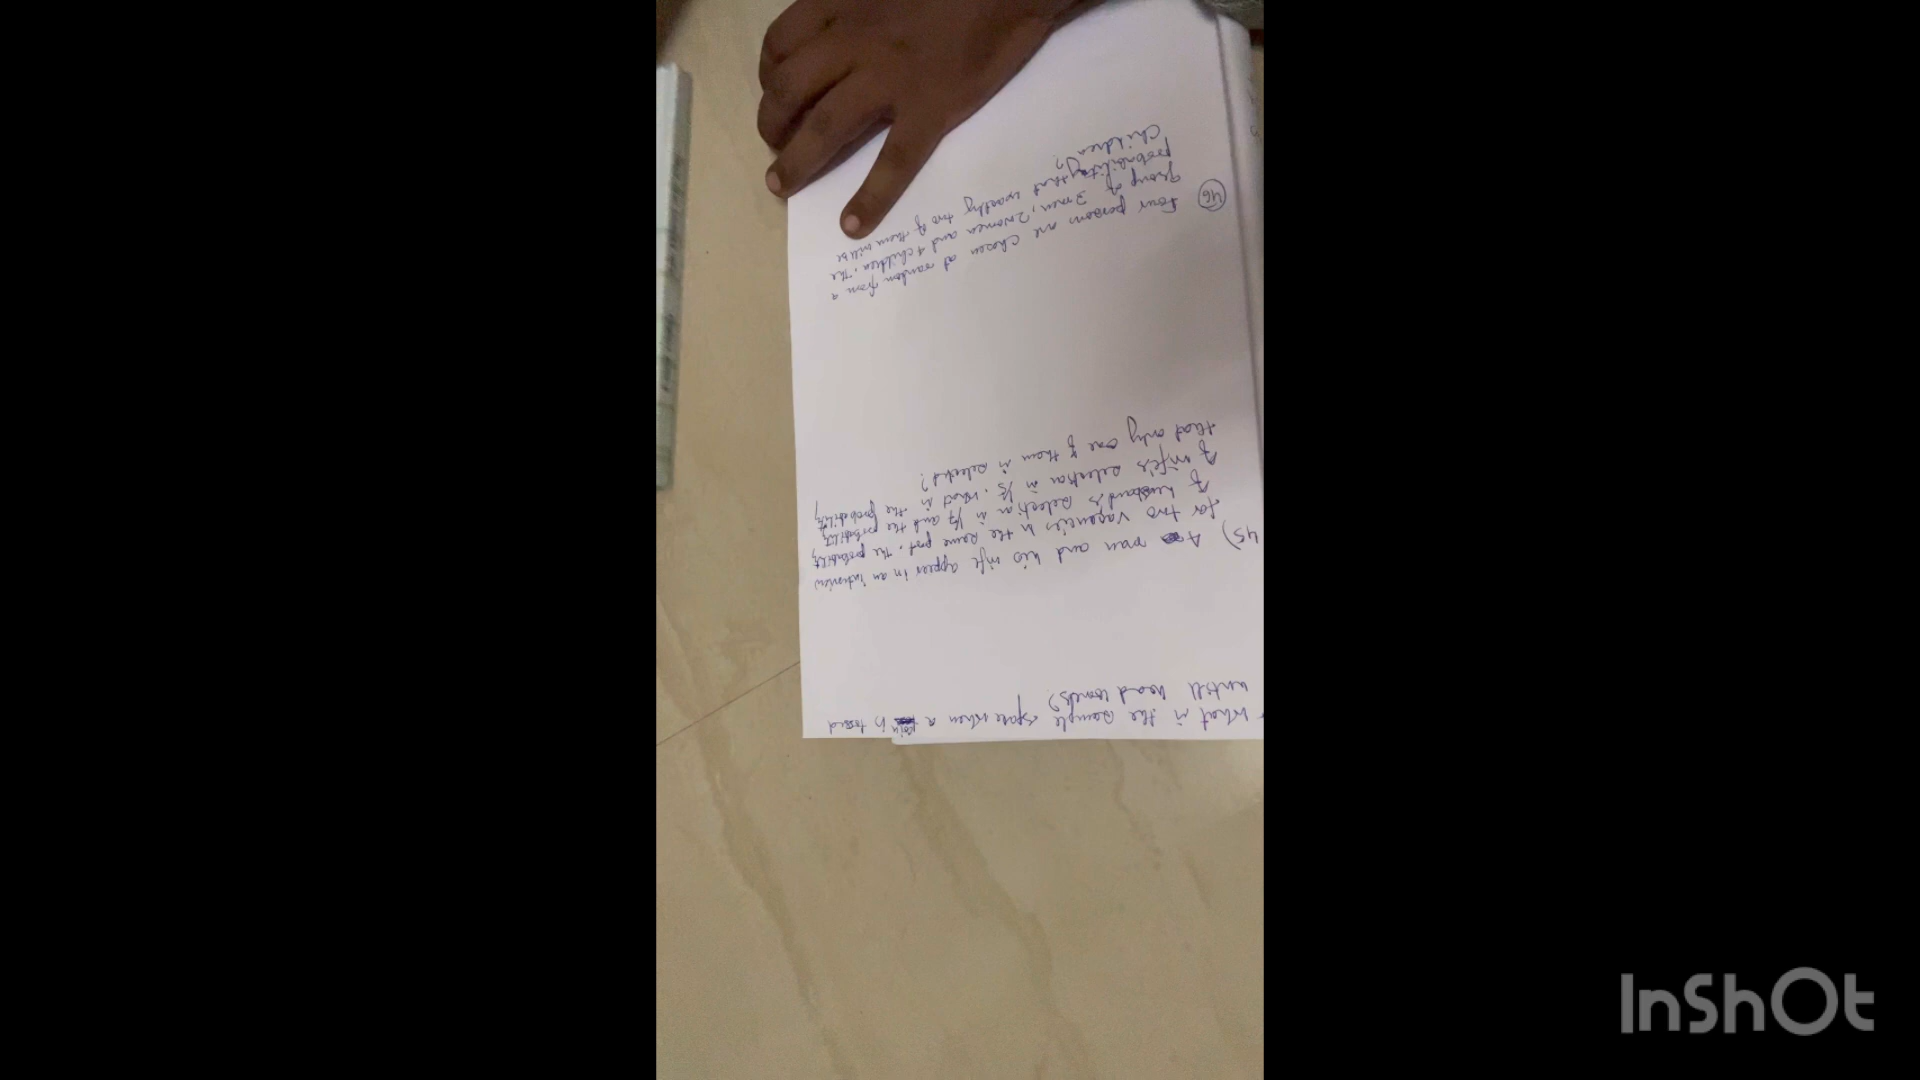 What is the sample space when a coin is tossed
untill head comes?
45) A man and his wife appear in an interview
for two vacancies in the same post. The probability
of husband's selection is 1/7 and the probability
of wife's selection is 1/5. What is the probability
that only one of them is selected?
46 Four persons are chosen at random from a
group of 3 men, 2 women and 4 children. The
probability that exactly two of them will be
children?
InShOt